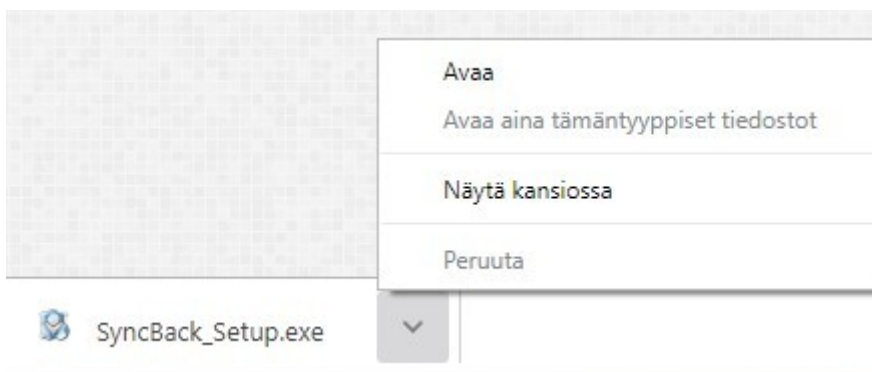 Avaa
Avaa aina tämäntyyppiset tiedostot
Näytä kansiossa
Peruuta
SyncBack_Setup.exe